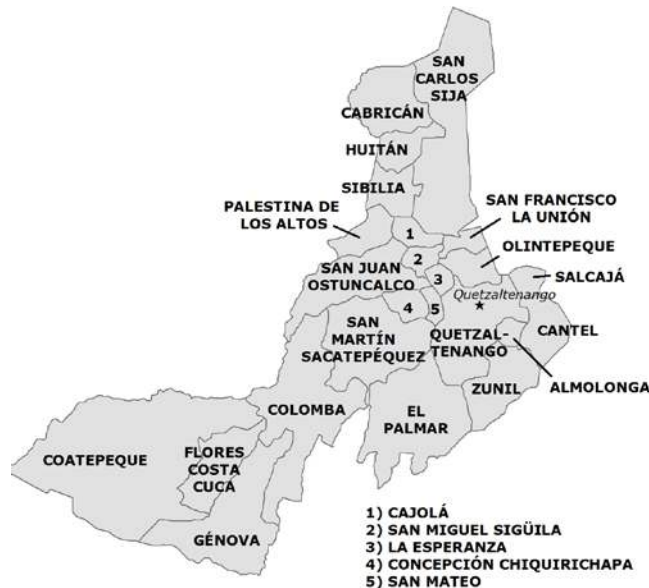 SAN
CARLOS
SIJA
CABRICÁN
HUITÁN
SIBILIA
PALESTINA DE
LOS ALTOS
SAN FRANCISCO
LA UNIÓN
1
OLINTEPEQUE
2
SAN JUAN
OSTUNCALCO
3
SALCAJÁ
Quetzaltenango
4
5
SAN
MARTÍN
SACATEPÉQUEZ
QUETZAL-
TENANGO
CANTEL
ALMOLONGA
ZUNIL
COLOMBA
EL
PALMAR
COATEPEQUE
FLORES
COSTA
CUCA
GÉNOVA
1) CAJOLÁ
2) SAN MIGUEL SIGÜILA
3) LA ESPERANZA
4) CONCEPCIÓN CHIQUIRICHAPA
5) SAN MATEO